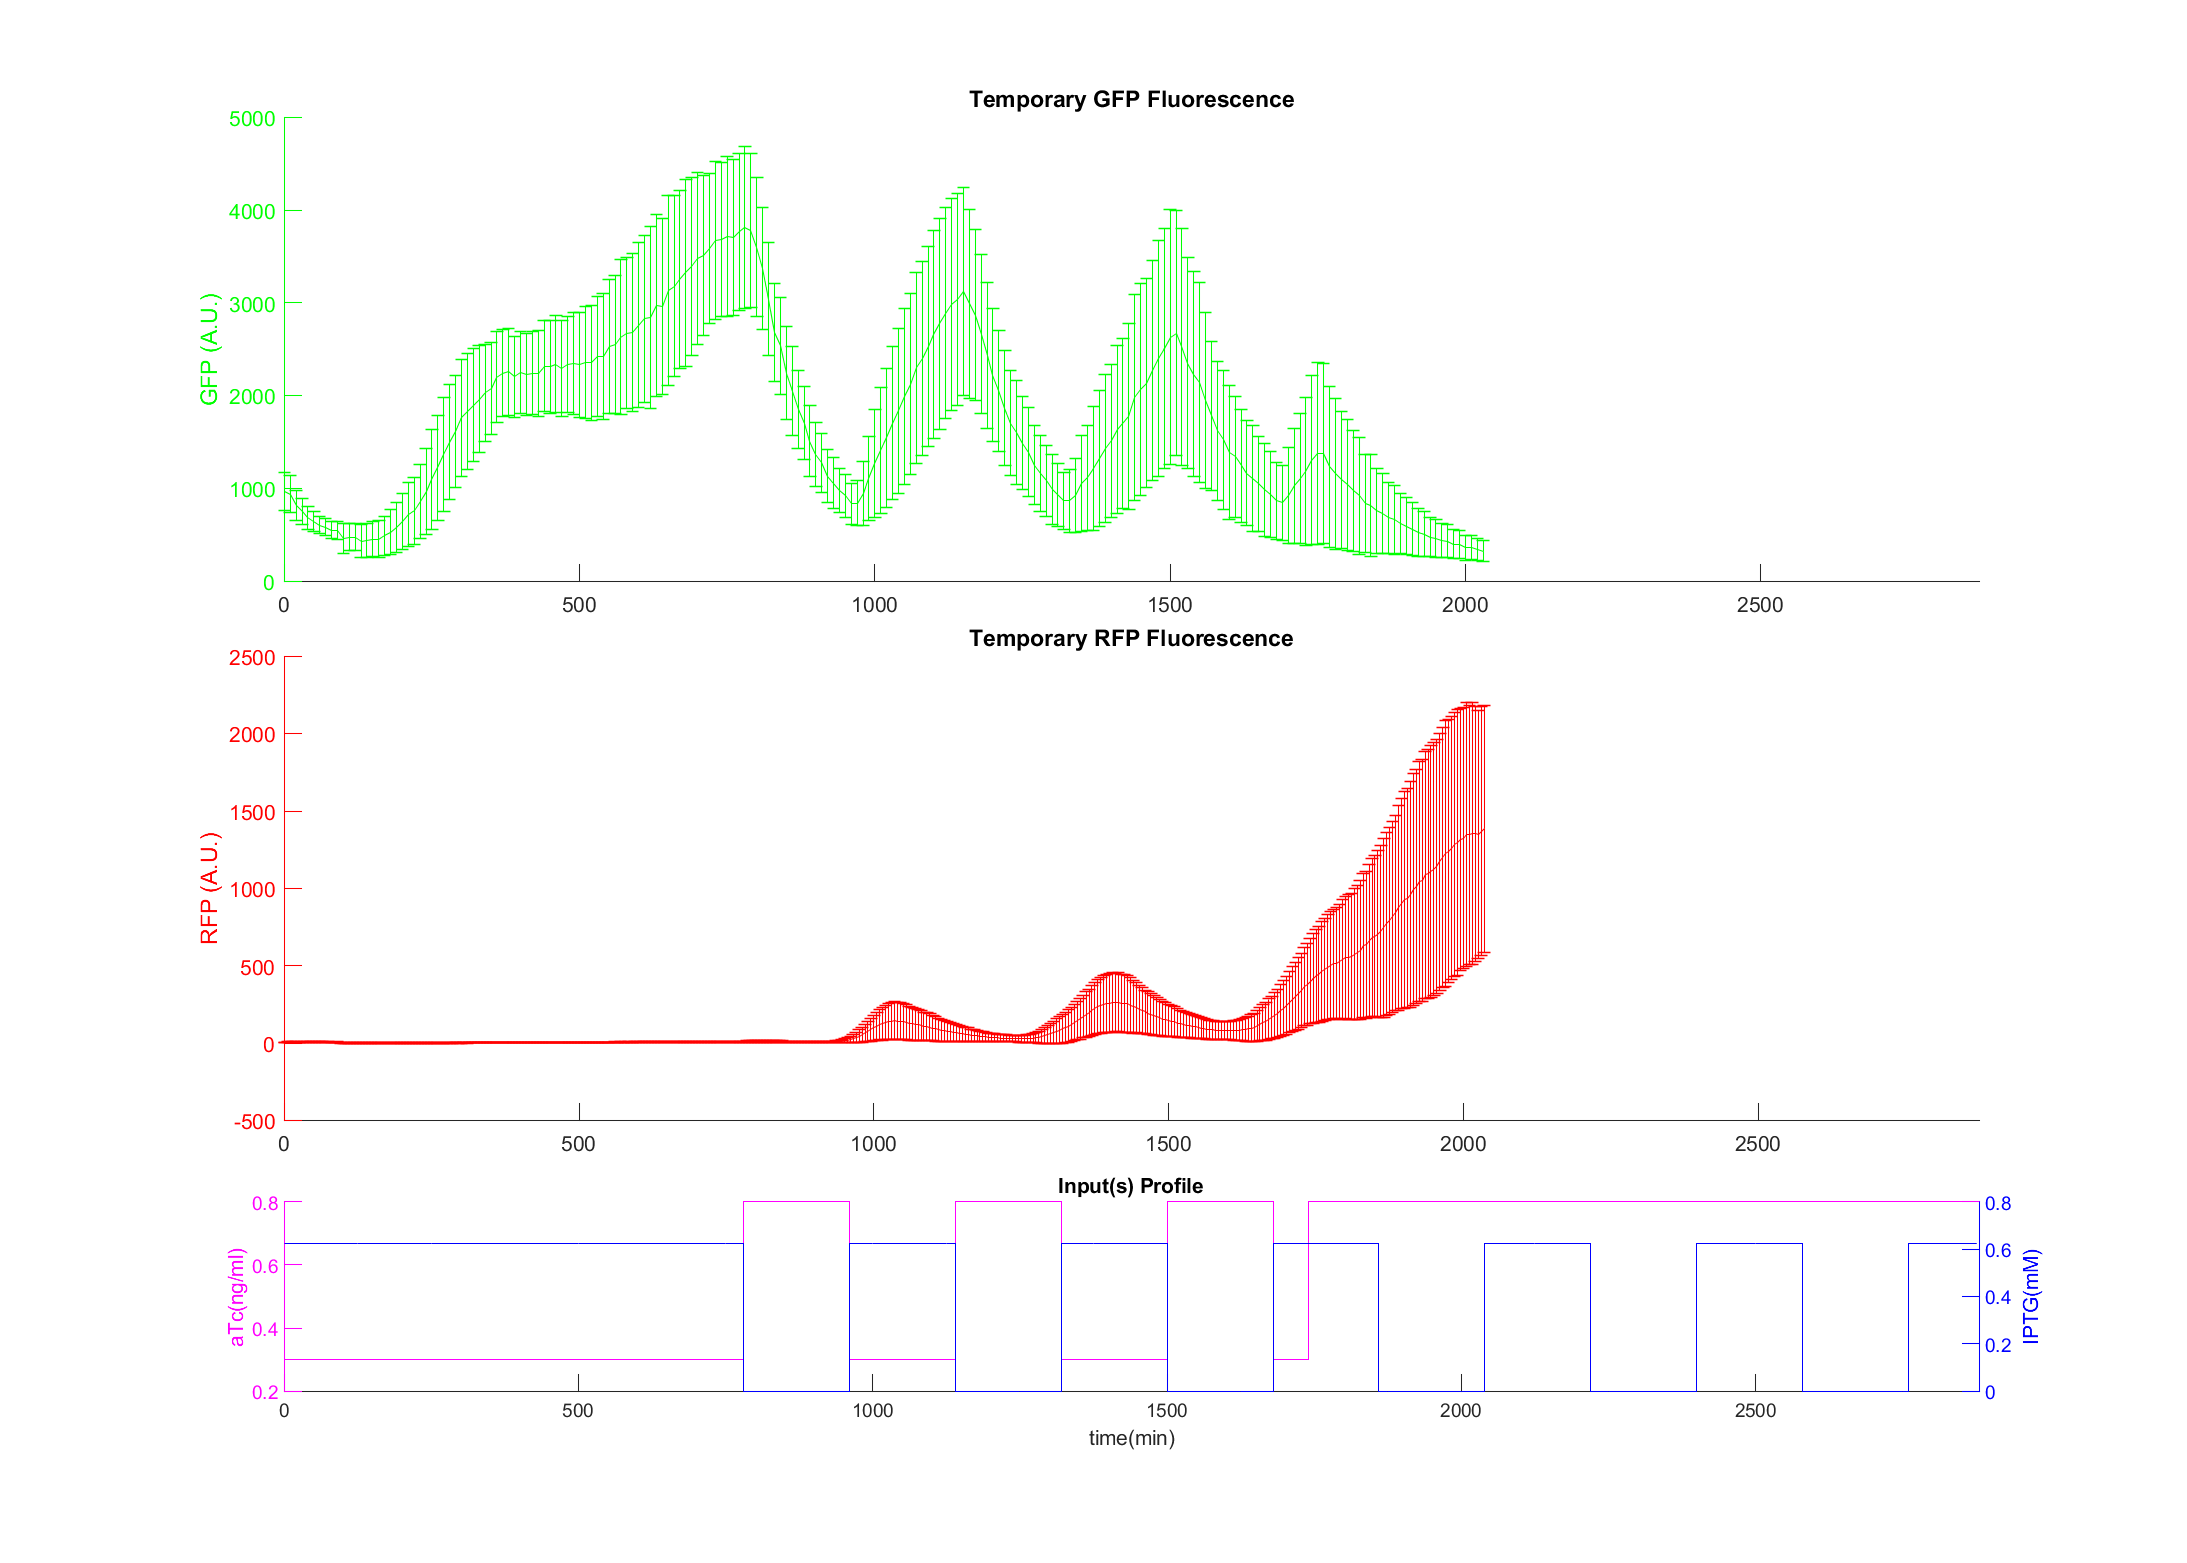 Temporary GFP Fluorescence
5000
4000
3000
2000
1000
0
GFP (A.U.)
0 500 1000 1500 2000 2500
Temporary RFP Fluorescence
2500
2000
1500
1000
500
0
-500
RFP (A.U.)
0 500 1000 1500 2000 2500
Input(s) Profile
0.8
0.6
0.4
0.2
aTc(ng/ml)
0.8
0.6
0.4
0.2
0
IPTG(mM)
0 500 1000 1500 2000 2500
time(min)